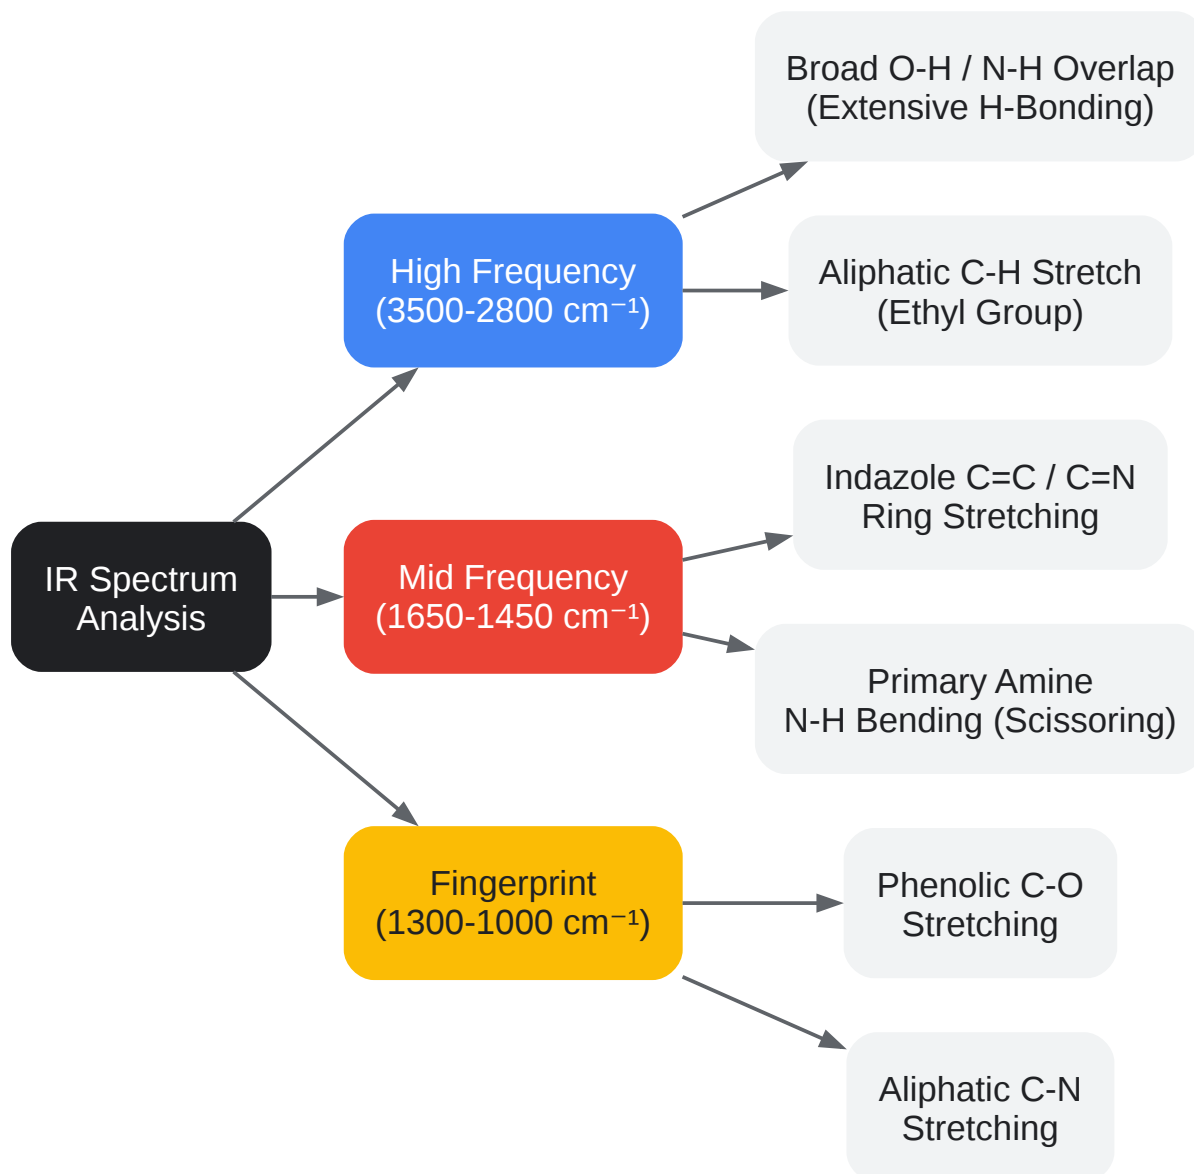 IR Spectrum
Analysis
High Frequency
(3500-2800 cm⁻¹)
Broad O-H / N-H Overlap
(Extensive H-Bonding)
Aliphatic C-H Stretch
(Ethyl Group)
Mid Frequency
(1650-1450 cm⁻¹)
Indazole C=C / C=N
Ring Stretching
Primary Amine
N-H Bending (Scissoring)
Fingerprint
(1300-1000 cm⁻¹)
Phenolic C-O
Stretching
Aliphatic C-N
Stretching